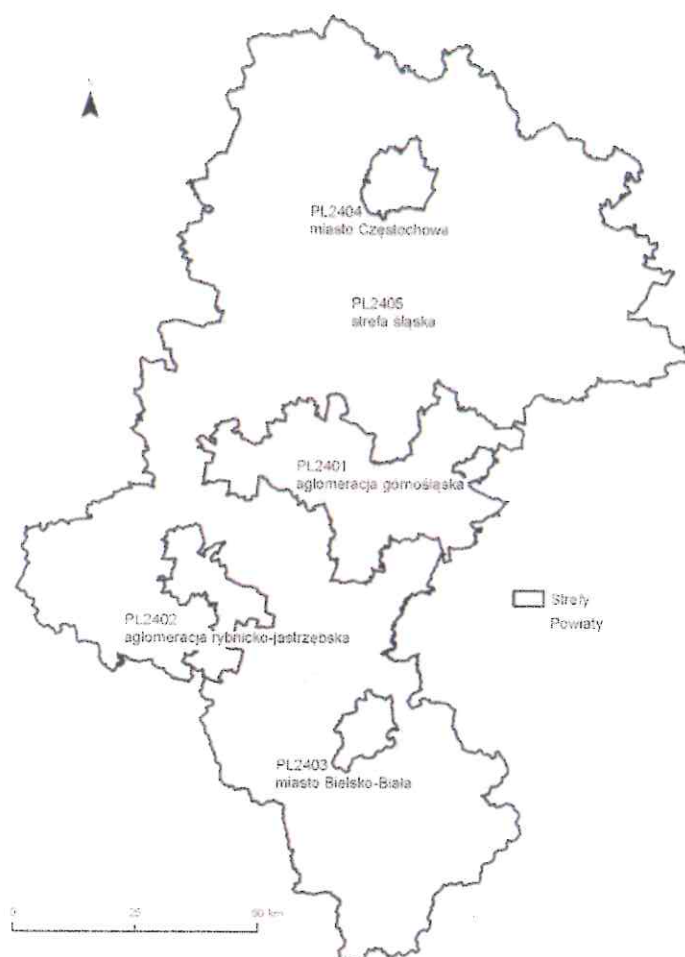 PL2404
miasto Częstochowa
PL2405
strefa śląska
PL2401
aglomeracja górnośląska
Strefy
Powiaty
PL2402
aglomeracja rybnicko-jastrzębska
PL2403
miasto Bielsko-Biała
0 25 50 km